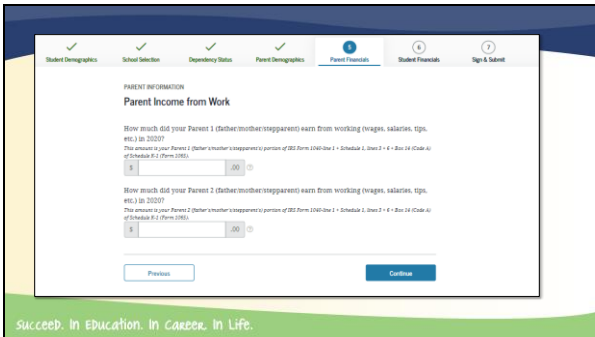 5 6 7
Student Demographics School Selection Dependency Status Parent Demographics Parent Financials Student Financials Sign & Submit
PARENT INFORMATION
Parent Income from Work
How much did your Parent 1 (father/mother/stepparent) earn from working (wages, salaries, tips,
etc.) in 2020?
This amount is your Parent 1 (father's/mother's/stepparent's) portion of IRS Form 1040-line 1 + Schedule 1, lines 3 + 6 + Box 14 (Code A)
of Schedule K-1 (Form 1065).
$ .00 ?
How much did your Parent 2 (father/mother/stepparent) earn from working (wages, salaries, tips,
etc.) in 2020?
This amount is your Parent 2 (father's/mother's/stepparent's) portion of IRS Form 1040-line 1 + Schedule 1, lines 3 + 6 + Box 14 (Code A)
of Schedule K-1 (Form 1065).
$ .00 ?
Previous Continue
Succeed. In Education. In Career. In Life.